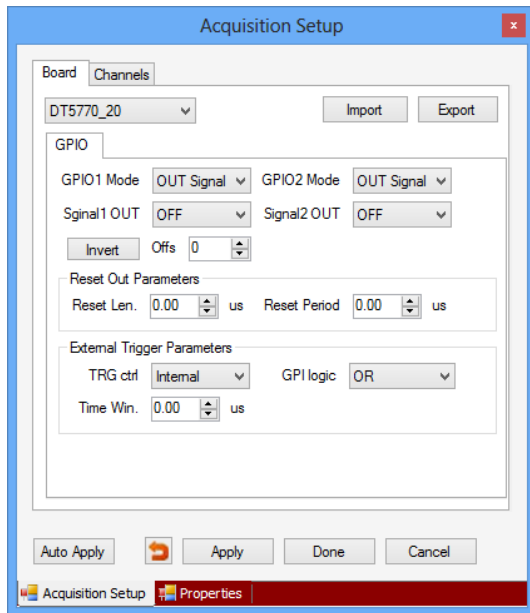 Acquisition Setup x
Board Channels
DT5770_20 Import Export
GPIO
GPIO1 Mode OUT Signal GPIO2 Mode OUT Signal
Sginal1 OUT OFF Signal2 OUT OFF
Invert Offs 0
Reset Out Parameters
Reset Len. 0.00 us Reset Period 0.00 us
External Trigger Parameters
TRG ctrl Internal GPI logic OR
Time Win. 0.00 us
Auto Apply Apply Done Cancel
Acquisition Setup Properties